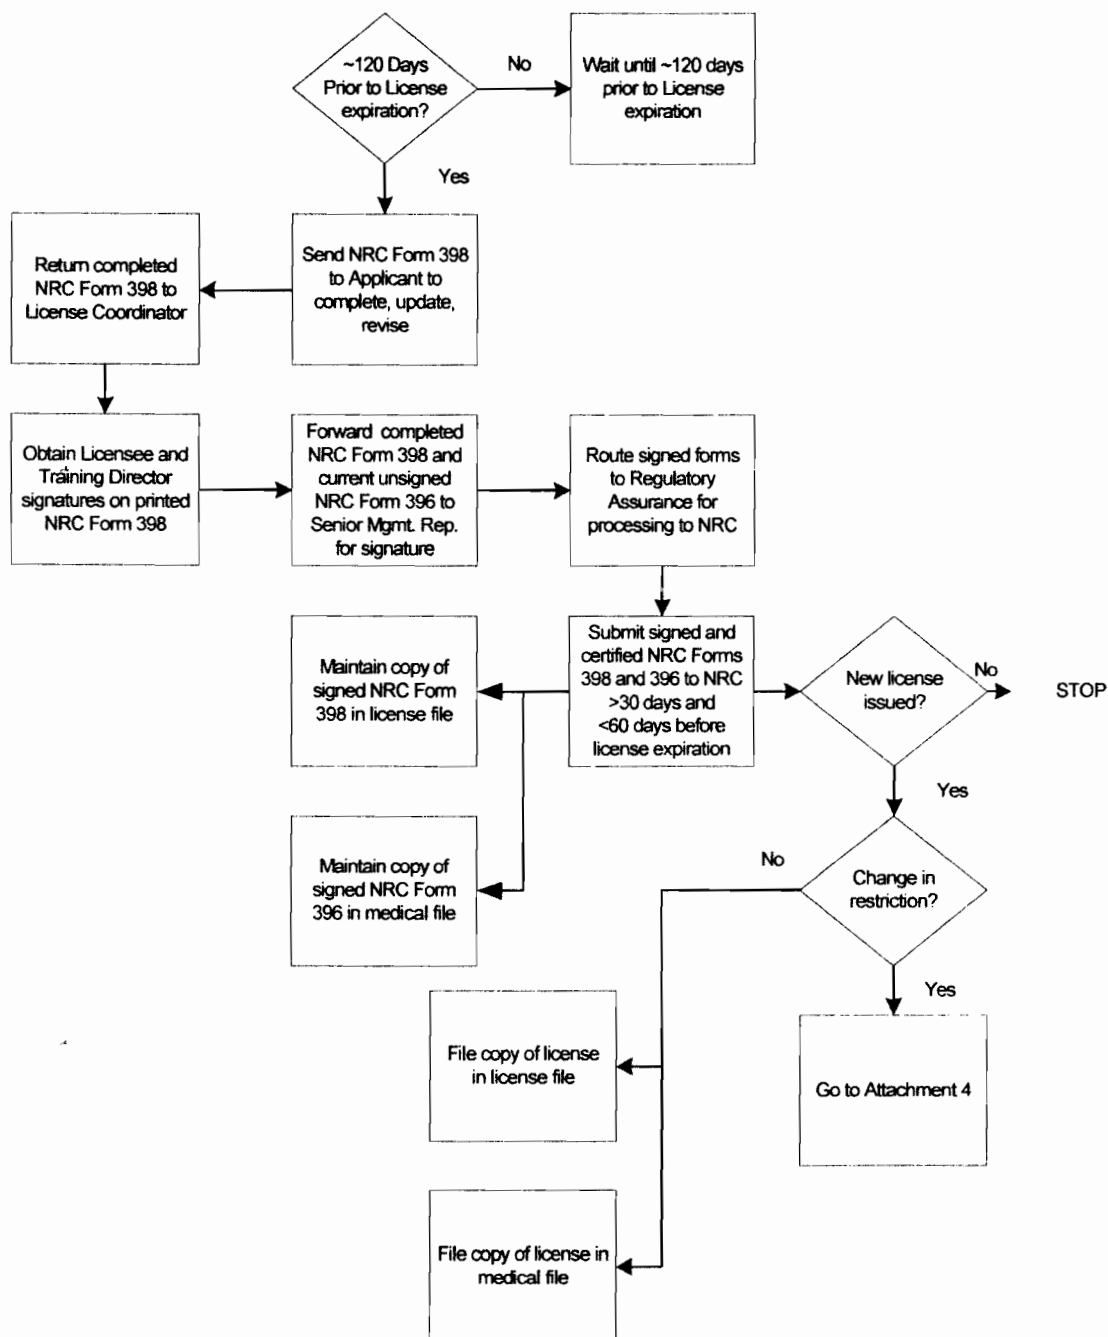 ~120 Days
Prior to License
expiration?
No
Wait until ~120 days
prior to License
expiration
Yes
Return completed
NRC Form 398 to
License Coordinator
Send NRC Form 398
to Applicant to
complete, update,
revise
Obtain Licensee and
Training Director
signatures on printed
NRC Form 398
Forward completed
NRC Form 398 and
current unsigned
NRC Form 396 to
Senior Mgmt. Rep.
for signature
Route signed forms
to Regulatory
Assurance for
processing to NRC
Maintain copy of
signed NRC Form
398 in license file
Submit signed and
certified NRC Forms
398 and 396 to NRC
>30 days and
<60 days before
license expiration
New license
issued?
No
STOP
Yes
Maintain copy of
signed NRC Form
396 in medical file
No
Change in
restriction?
Yes
File copy of license
in license file
Go to Attachment 4
File copy of license in
medical file